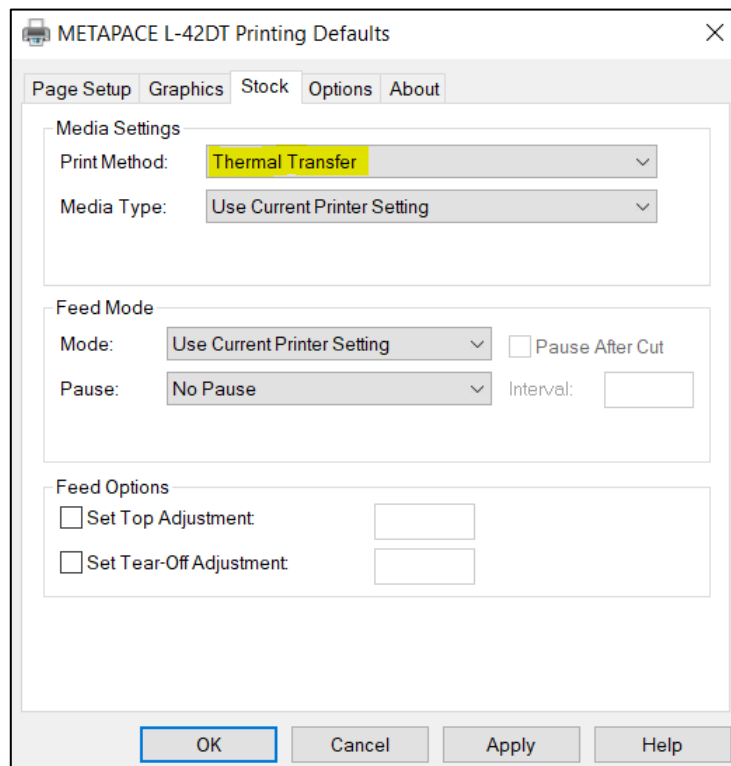 METAPACE L-42DT Printing Defaults
Page Setup Graphics Stock Options About
Media Settings
Print Method: Thermal Transfer
Media Type: Use Current Printer Setting
Feed Mode
Mode: Use Current Printer Setting Pause After Cut
Pause: No Pause Interval:
Feed Options
Set Top Adjustment:
Set Tear-Off Adjustment:
OK Cancel Apply Help